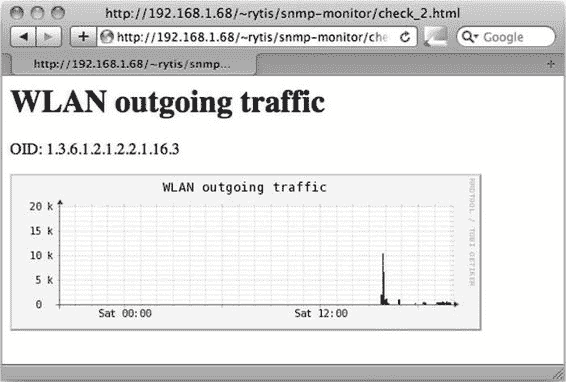 http://192.168.1.68/~rytis/snmp-monitor/check_2.html
http://192.168.1.68/~rytis/snmp-monitor/che
Google
http://192.168.1.68/~rytis/snmp...
WLAN outgoing traffic
OID: 1.3.6.1.2.1.2.2.1.16.3
WLAN outgoing traffic
RRDTOOL / TOBI OETIKER
20 k
15 k
10 k
5 k
0
Sat 00:00
Sat 12:00